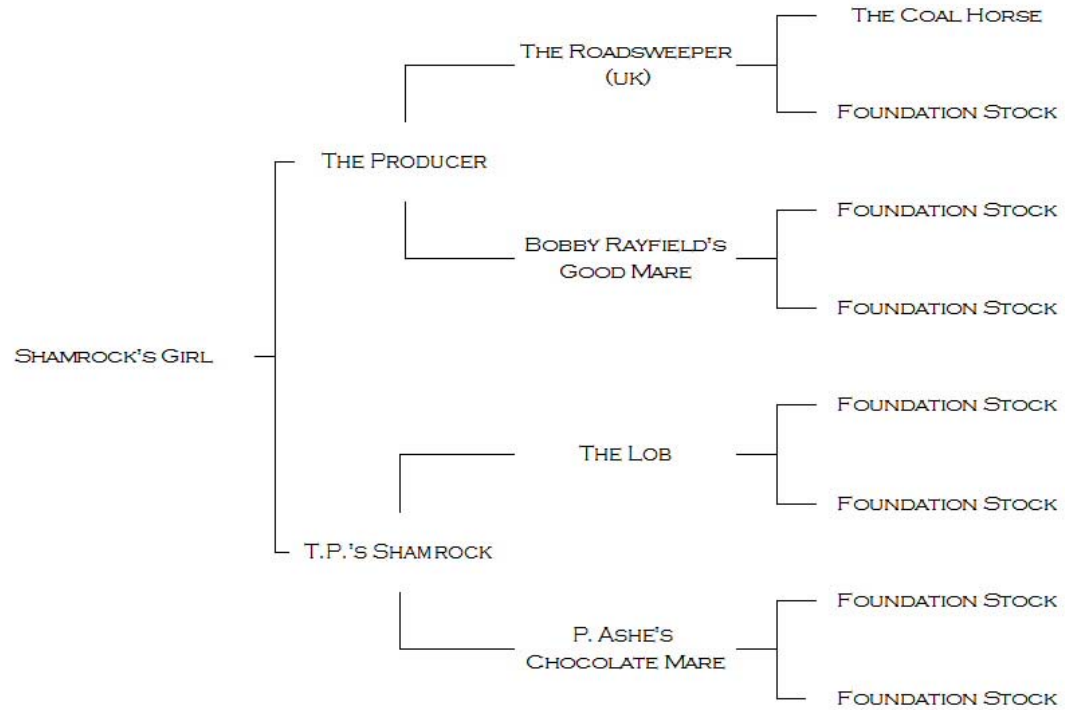 The Coal Horse
The Roadsweeper
(UK)
Foundation Stock
The Producer
Foundation Stock
Bobby Rayfield's
Good Mare
Foundation Stock
Shamrock's Girl
Foundation Stock
The Lob
Foundation Stock
T.P.'s Shamrock
Foundation Stock
P. Ashe's
Chocolate Mare
Foundation Stock